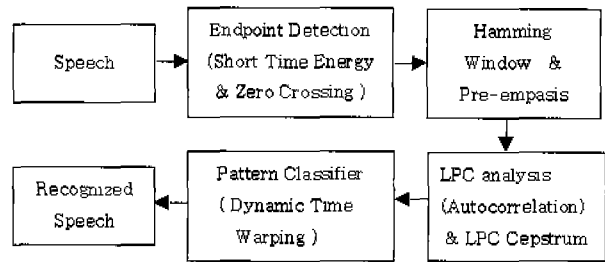 Speech
Endpoint Detection
(Short Time Energy
& Zero Crossing )
Hamming
Window &
Pre-empasis
LPC analysis
(Autocorrelation)
& LPC Cepstrum
Pattern Classifier
( Dynamic Time
Warping )
Recognized
Speech